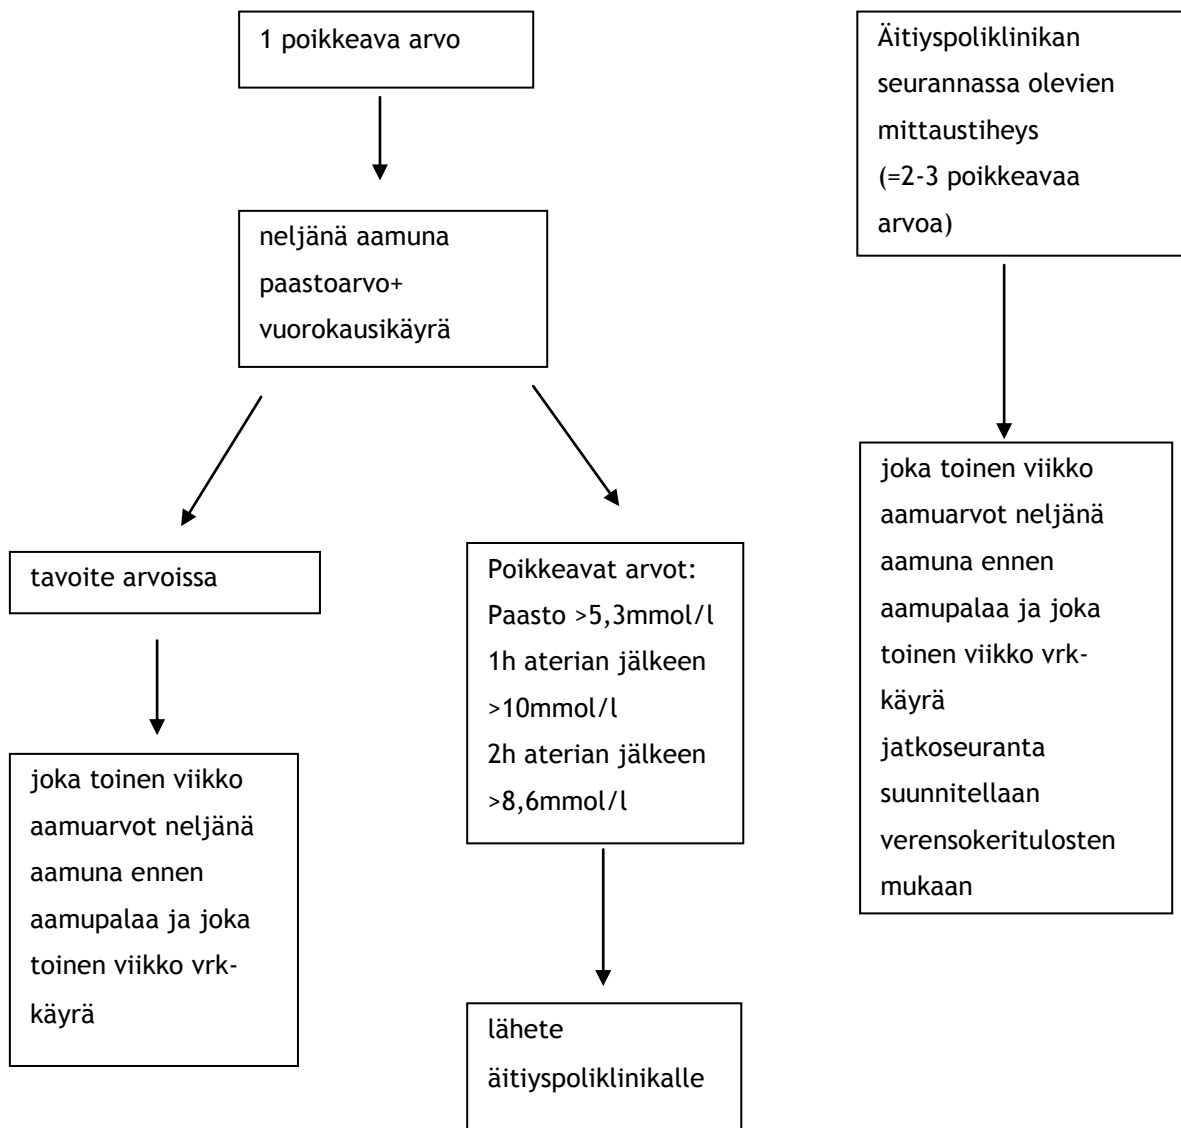 1 poikkeava arvo
neljänä aamuna
paastoarvo+
vuorokausikäyrä
tavoite arvoissa
joka toinen viikko
aamuarvot neljänä
aamuna ennen
aamupalaa ja joka
toinen viikko vrk-
käyrä
Poikkeavat arvot:
Paasto >5,3mmol/l
1h aterian jälkeen
>10mmol/l
2h aterian jälkeen
>8,6mmol/l
lähete
äitiyspoliklinikalle
Äitiyspoliklinikan
seurannassa olevien
mittaustiheys
(=2-3 poikkeavaa
arvoa)
joka toinen viikko
aamuarvot neljänä
aamuna ennen
aamupalaa ja joka
toinen viikko vrk-
käyrä
jatkoseuranta
suunnitellaan
verensokeritulosten
mukaan